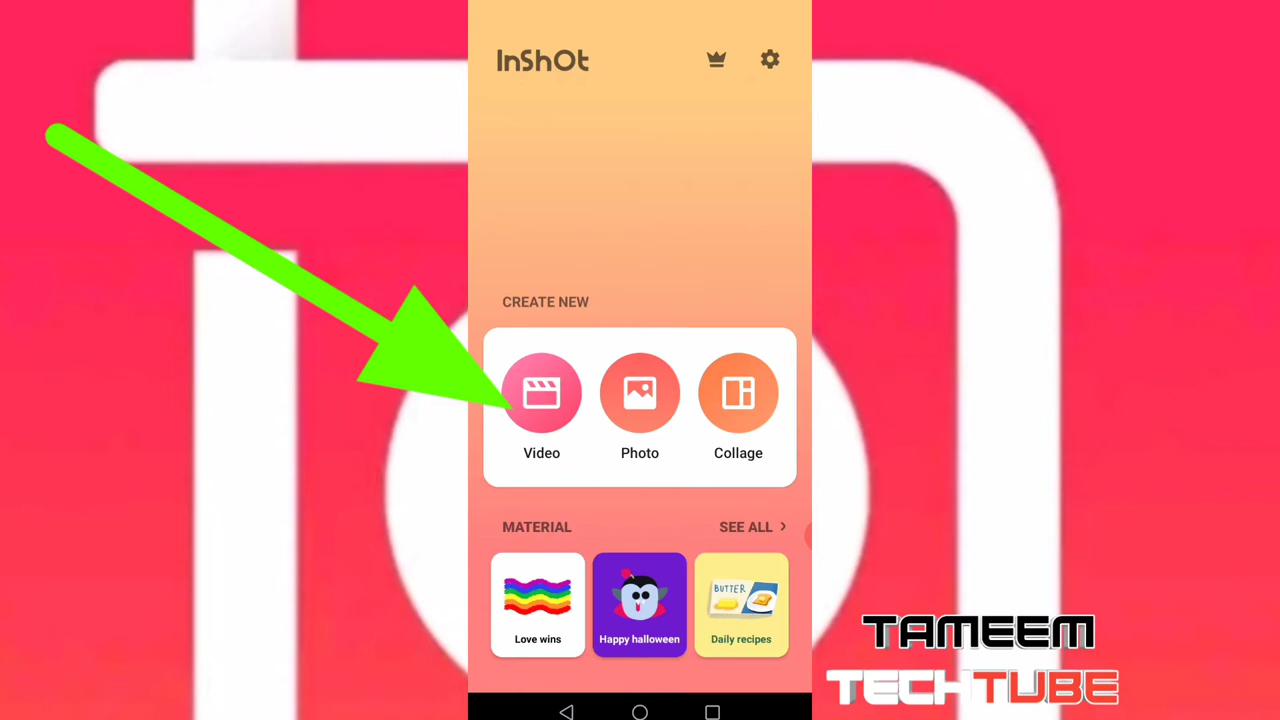 InShOt
CREATE NEW
Video Photo Collage
MATERIAL SEE ALL >
BUTTER
Love wins Happy halloween Daily recipes
TAMEEM
TECHTUBE